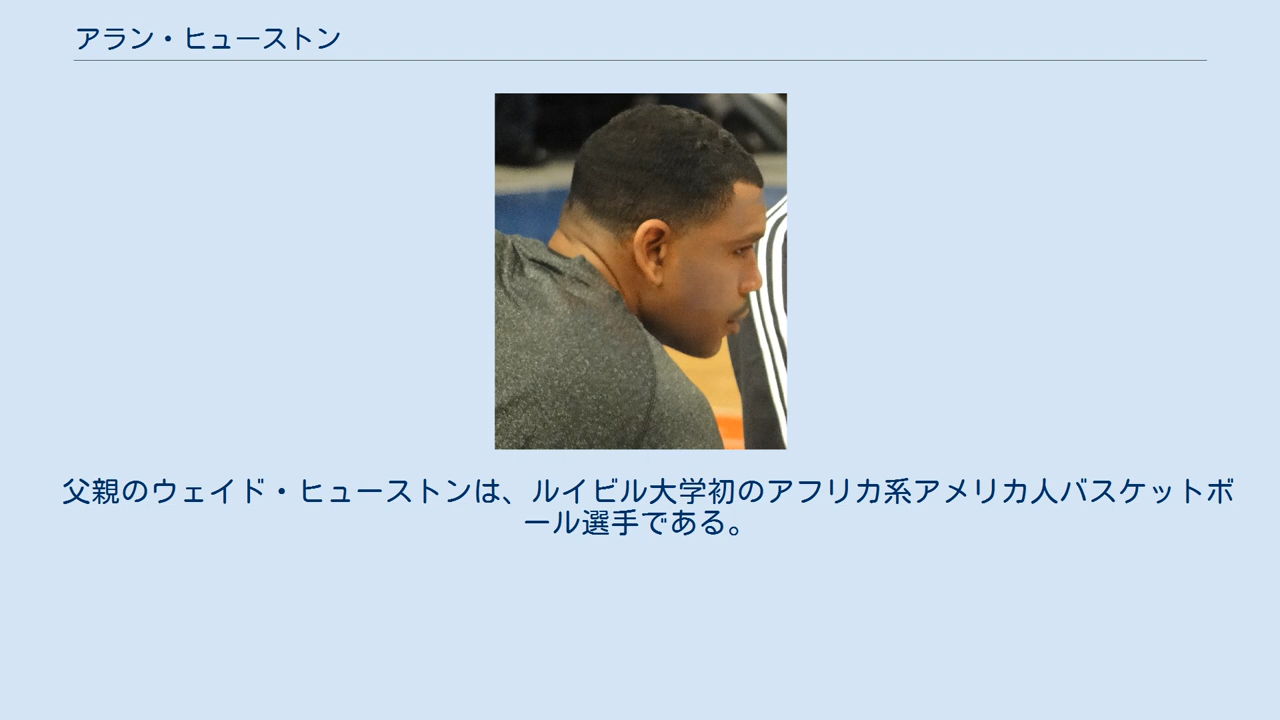 アラン・ヒューストン
父親のウェイド・ヒューストンは、ルイビル大学初のアフリカ系アメリカ人バスケットボ
ール選手である。